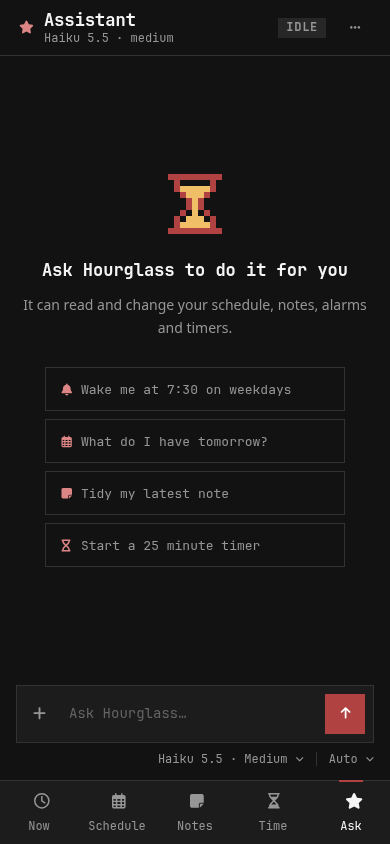 Assistant
Haiku 5.5 · medium
IDLE
Ask Hourglass to do it for you
It can read and change your schedule, notes, alarms
and timers.
Wake me at 7:30 on weekdays
What do I have tomorrow?
Tidy my latest note
Start a 25 minute timer
Ask Hourglass…
Haiku 5.5 · Medium
Auto
Now
Schedule
Notes
Time
Ask